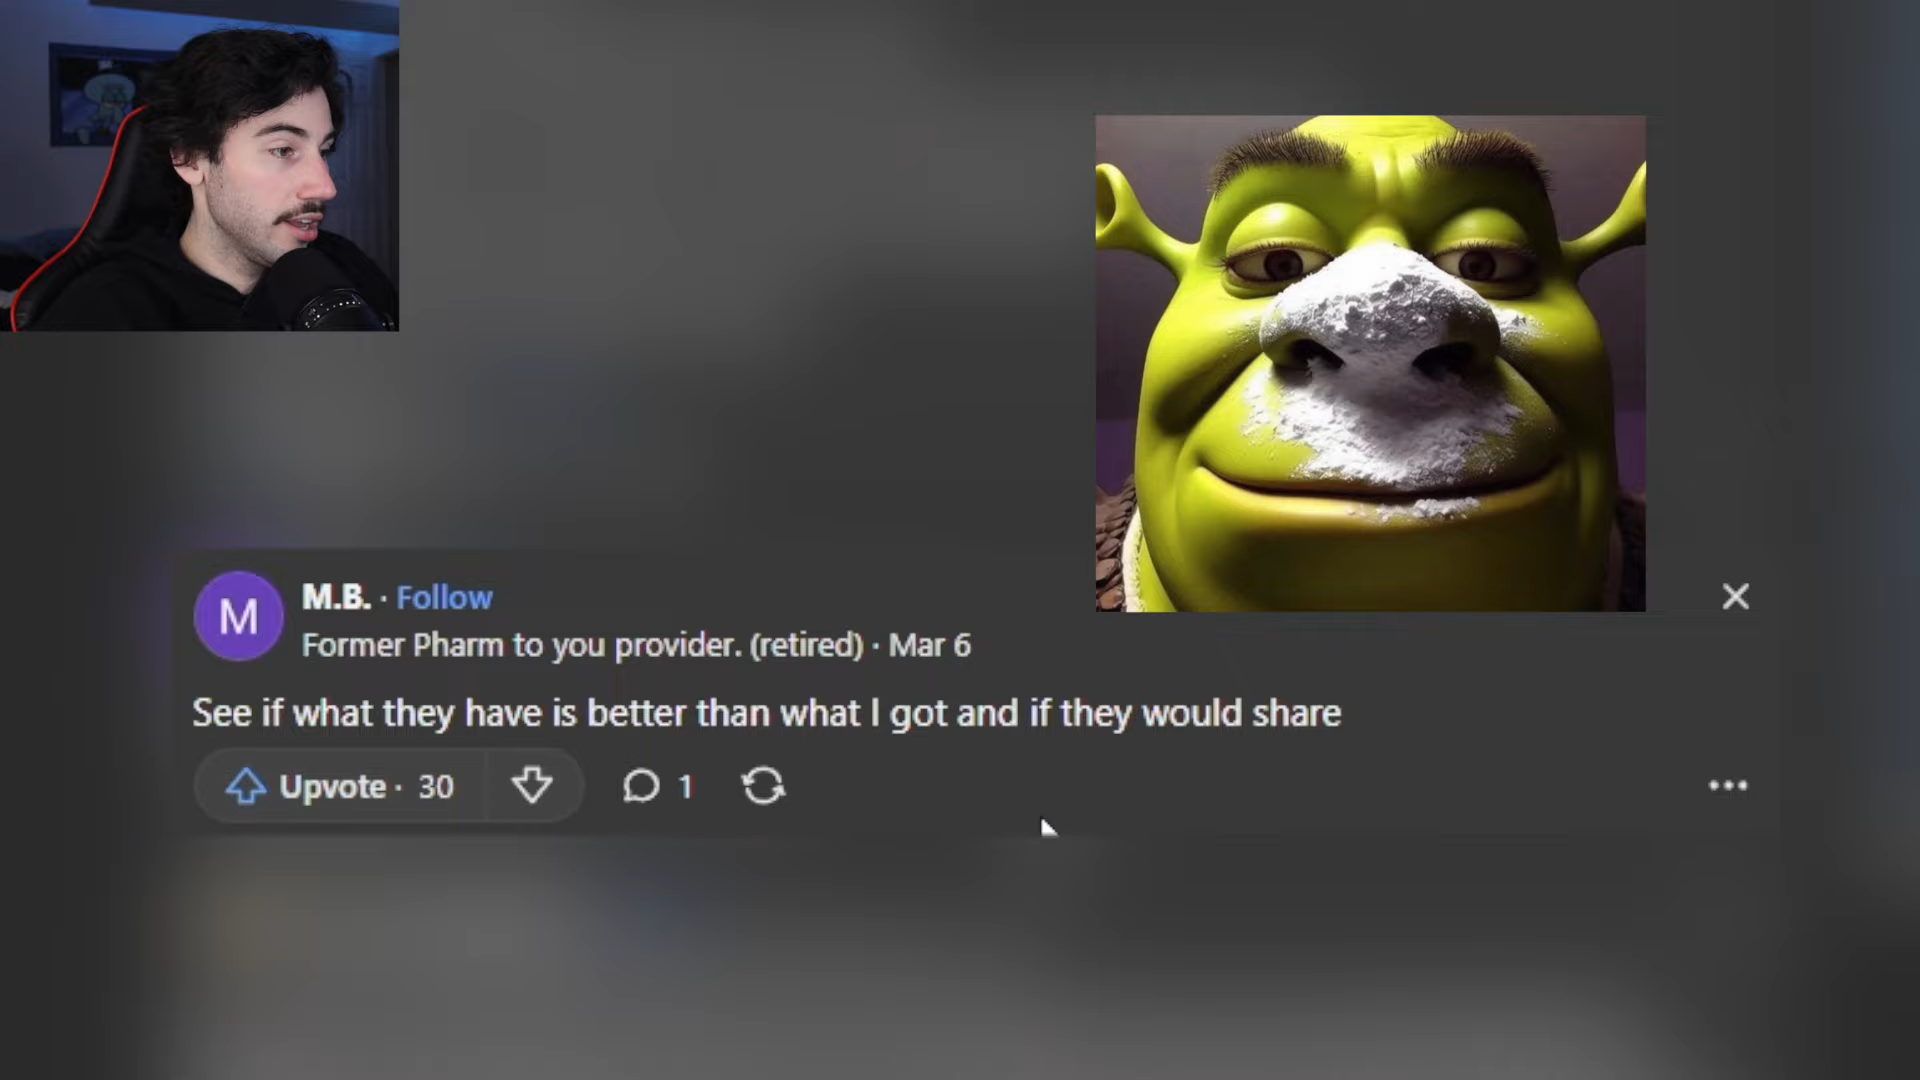 M
M.B. · Follow
Former Pharm to you provider. (retired) · Mar 6
See if what they have is better than what I got and if they would share
Upvote · 30
1